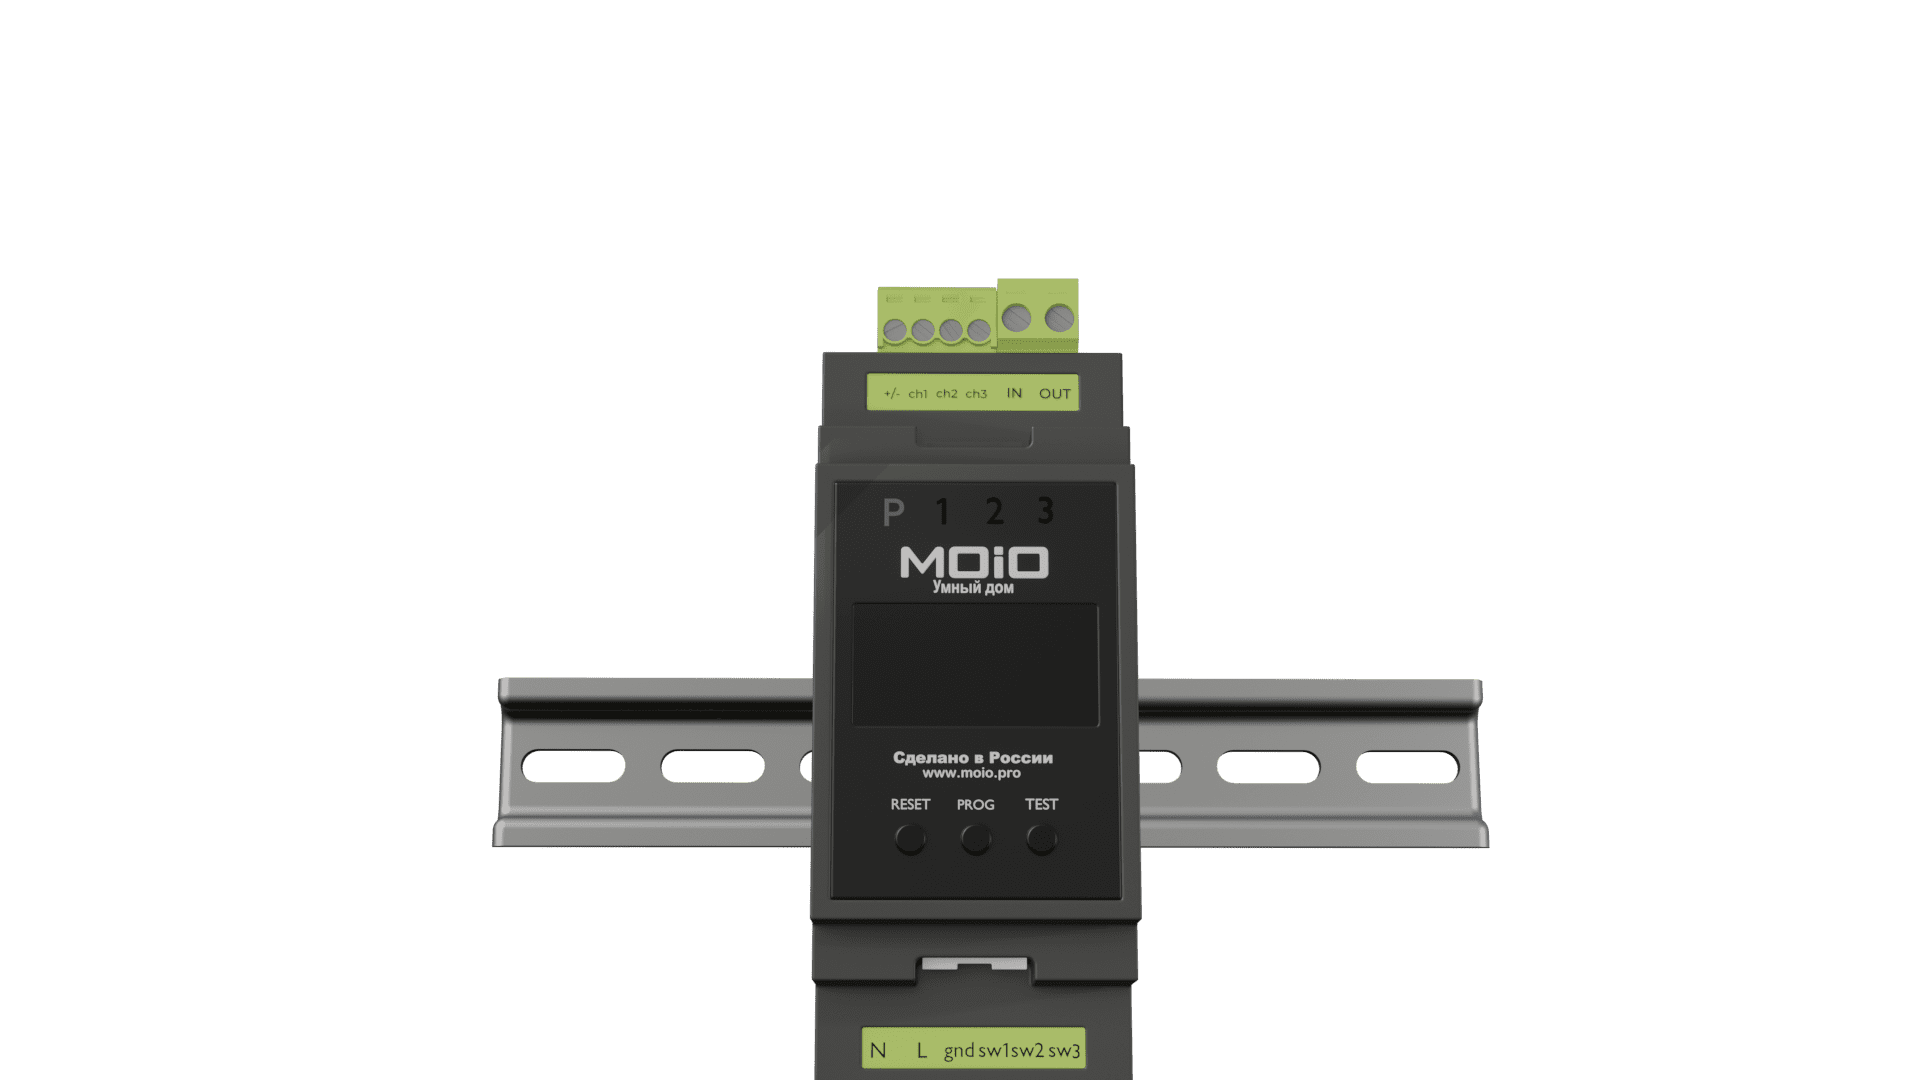 +/- ch1 ch2 ch3 IN OUT
P 1 2 3
MOiO
Умный дом
Сделано в России
www.moio.pro
RESET PROG TEST
N L gnd sw1 sw2 sw3